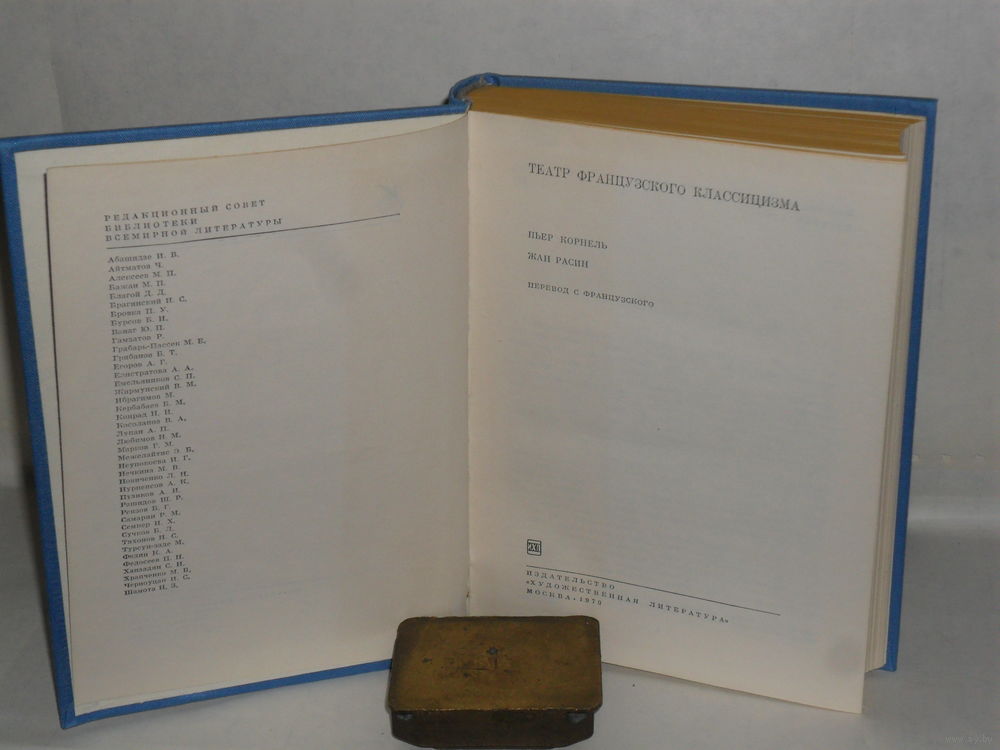 РЕДАКЦИОННЫЙ СОВЕТ
БИБЛИОТЕКИ
ВСЕМИРНОЙ ЛИТЕРАТУРЫ
Абашидзе И. В.
Айтматов Ч.
Алексеев М. П.
Бажан М. П.
Благой Д. Д.
Брагинский И. С.
Бровка П. У.
Бурсов Б. И.
Ванаг Ю. П.
Гамзатов Р.
Грабарь-Пассек М. Е.
Грибанов Б. Т.
Егоров А. Г.
Елистратова А. А.
Емельяников С. П.
Жирмунский В. М.
Ибрагимов М.
Кербабаев Б. М.
Конрад Н. И.
Косолапов В. А.
Лупан А. П.
Любимов Н. М.
Марков Г. М.
Межелайтис Э. Б.
Неупокоева И. Г.
Нечкина М. В.
Новиченко Л. Н.
Нурпеисов А. К.
Пузиков А. И.
Рашидов Ш. Р.
Реизов Б. Г.
Самарин Р. М.
Семпер И. Х.
Сучков Б. Л.
Тихонов Н. С.
Турсун-заде М.
Федин К. А.
Федосеев П. Н.
Ханзадян С. Н.
Храпченко М. Б.
Черноуцан И. С.
Шамота Н. З.
ТЕАТР ФРАНЦУЗСКОГО КЛАССИЦИЗМА
ПЬЕР КОРНЕЛЬ
ЖАН РАСИН
ПЕРЕВОД С ФРАНЦУЗСКОГО
ИЗДАТЕЛЬСТВО
«ХУДОЖЕСТВЕННАЯ ЛИТЕРАТУРА»
МОСКВА · 1970